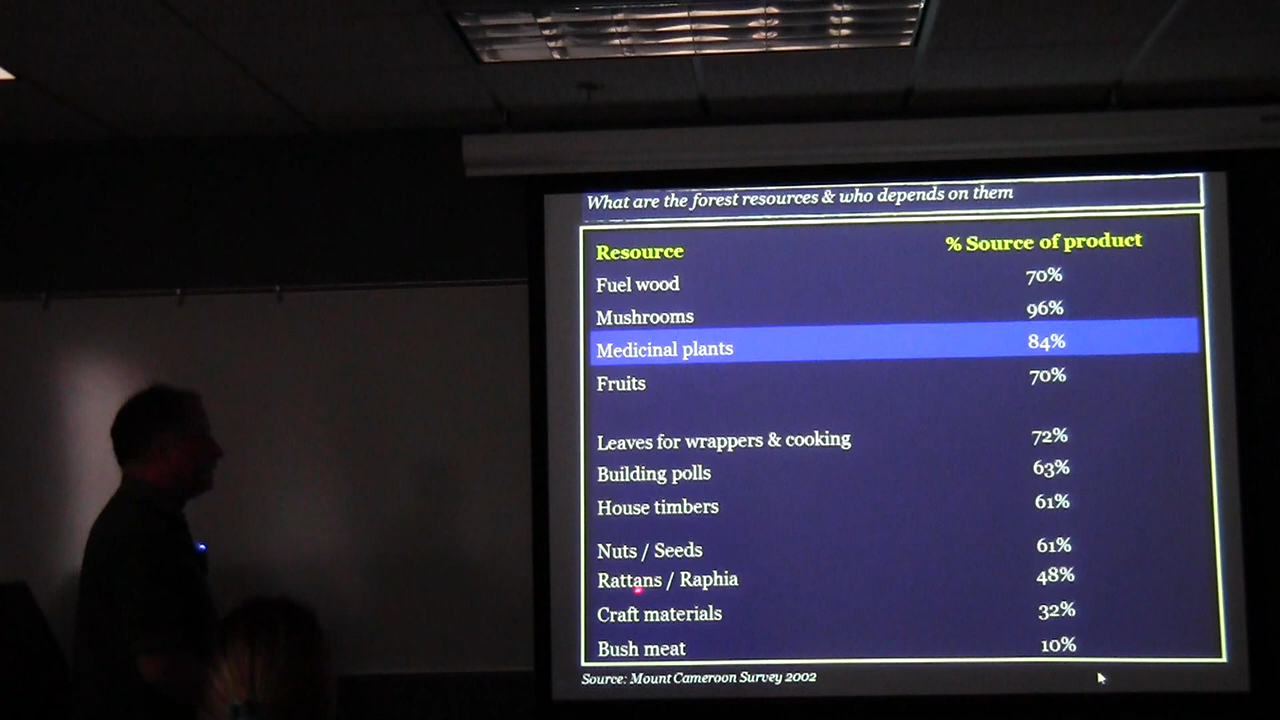 What are the forest resources & who depends on them
Resource % Source of product
Fuel wood 70%
Mushrooms 96%
Medicinal plants 84%
Fruits 70%
Leaves for wrappers & cooking 72%
Building polls 63%
House timbers 61%
Nuts / Seeds 61%
Rattans / Raphia 48%
Craft materials 32%
Bush meat 10%
Source: Mount Cameroon Survey 2002